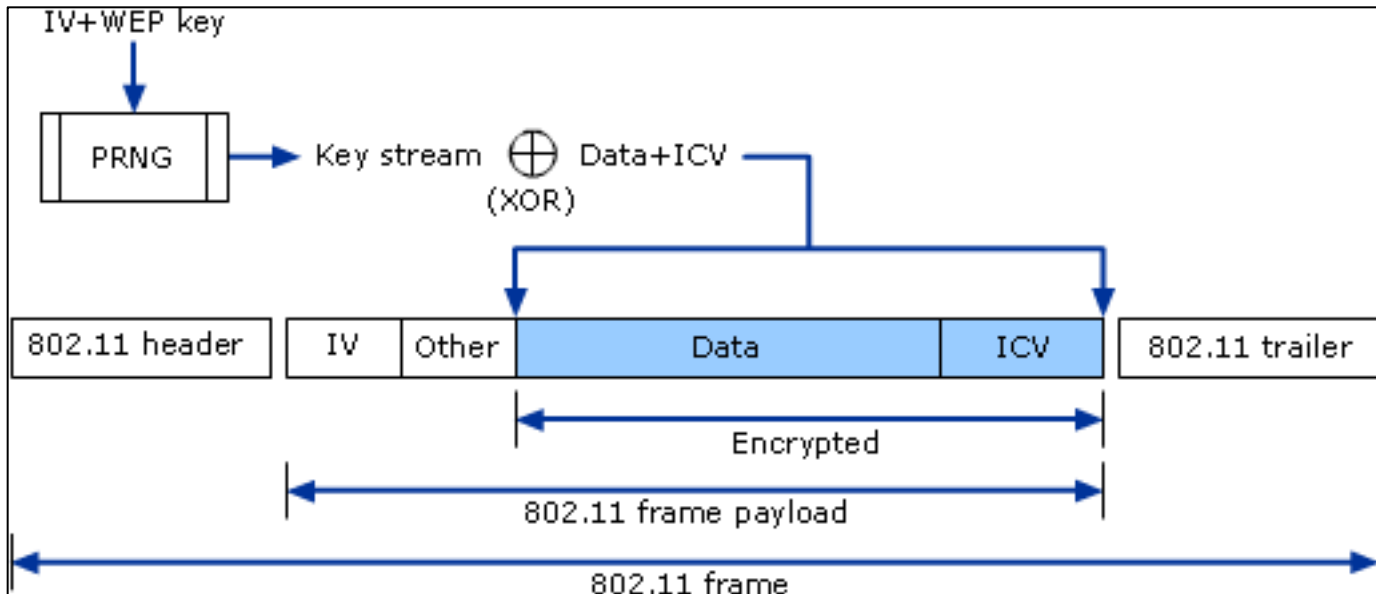 IV+WEP key
PRNG
Key stream
Data+ICV
(XOR)
802.11 header
IV
Other
Data
ICV
802.11 trailer
Encrypted
802.11 frame payload
802.11 frame